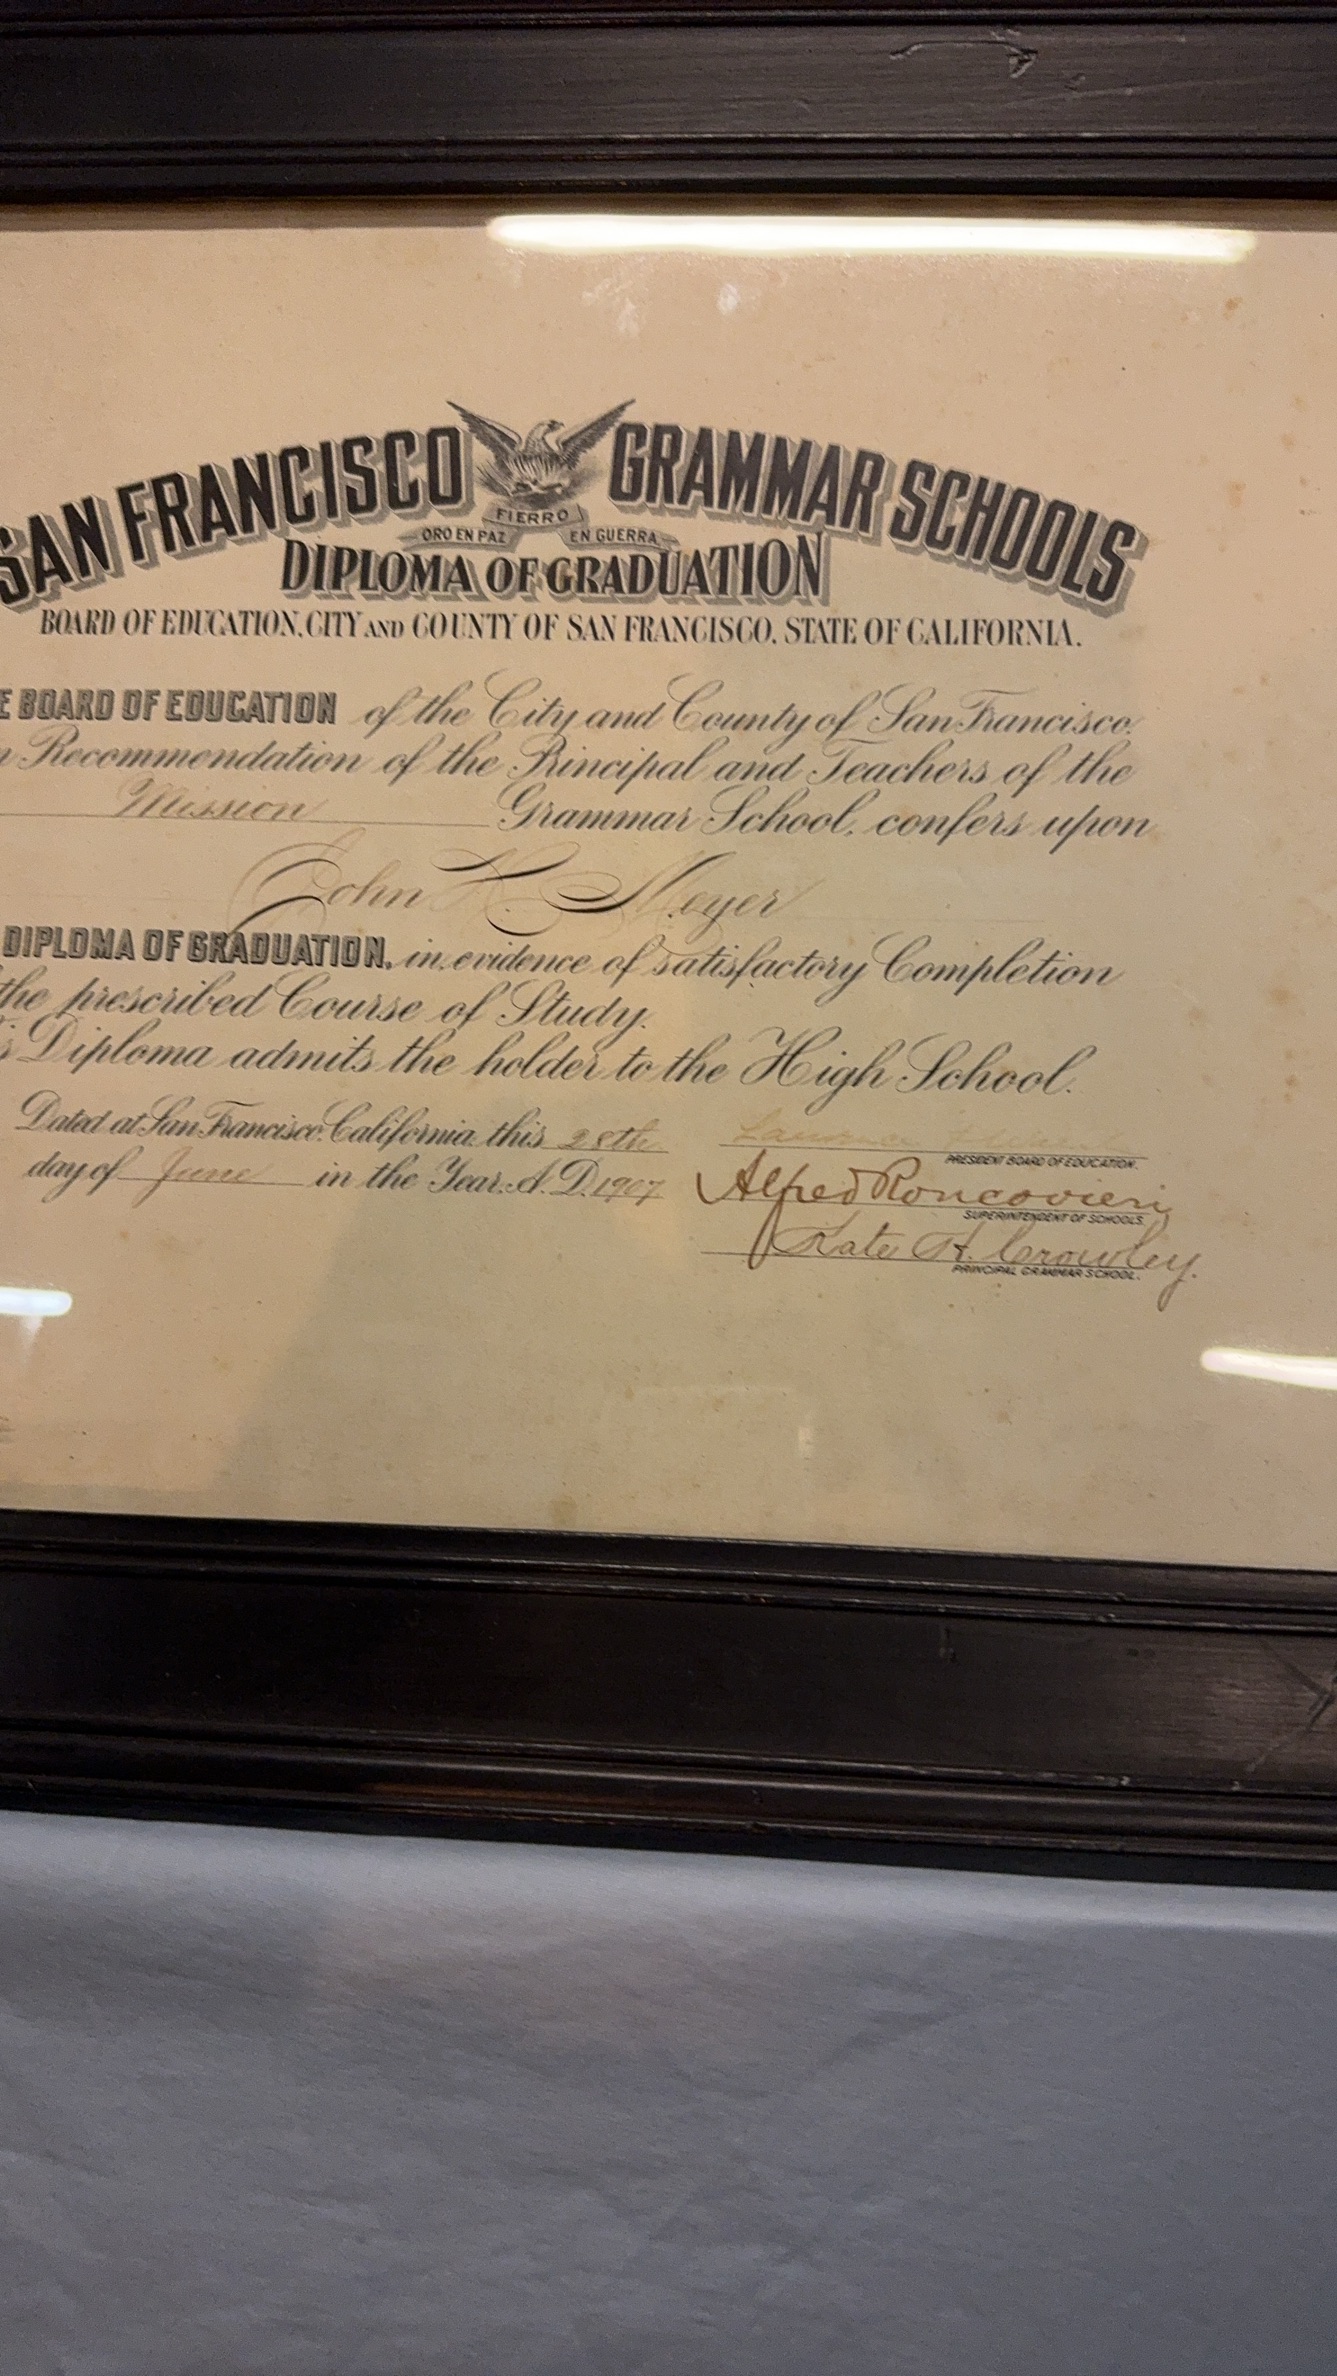 SAN FRANCISCO GRAMMAR SCHOOLS
FIERRO
ORO EN PAZ EN GUERRA
DIPLOMA OF GRADUATION
BOARD OF EDUCATION, CITY AND COUNTY OF SAN FRANCISCO, STATE OF CALIFORNIA.
E BOARD OF EDUCATION of the City and County of San Francisco.
n Recommendation of the Principal and Teachers of the
Mission Grammar School, confers upon
John H. Meyer
DIPLOMA OF GRADUATION, in evidence of satisfactory Completion
the prescribed Course of Study.
s Diploma admits the holder to the High School.
Dated at San Francisco, California, this 28th
day of June in the Year A.D. 1907
PRESIDENT BOARD OF EDUCATION.
Alfred Roncovieri
SUPERINTENDENT OF SCHOOLS.
Kate H. Crowley.
PRINCIPAL GRAMMAR SCHOOL.